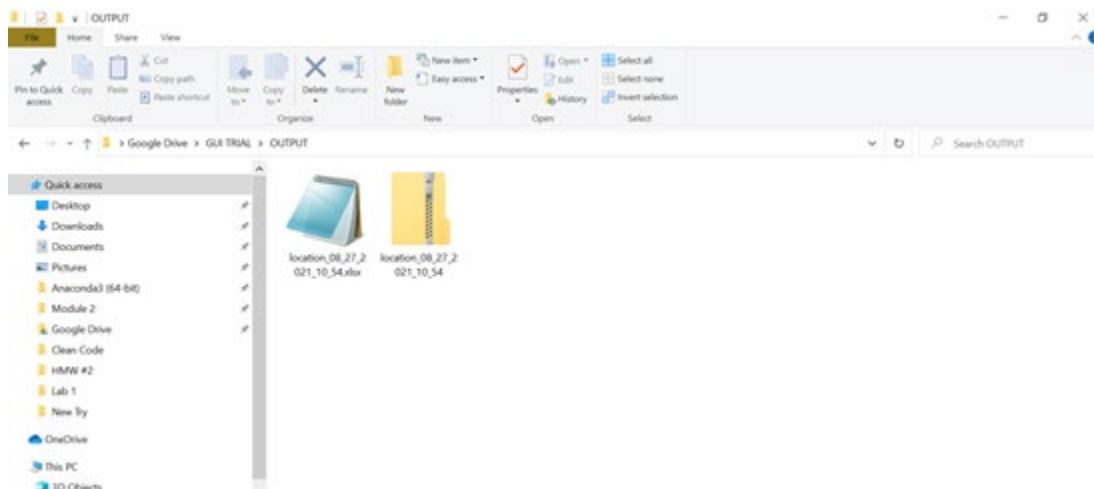 OUTPUT
File Home Share View
Pin to Quick access
Copy
Paste
Cut
Copy path
Paste shortcut
Clipboard
Move to
Copy to
Delete
Rename
Organize
New folder
New item
Easy access
New
Properties
Open
Edit
History
Open
Select all
Select none
Invert selection
Select
> Google Drive > GUI TRIAL > OUTPUT
Search OUTPUT
Quick access
Desktop
Downloads
Documents
Pictures
Anaconda3 (64-bit)
Module 2
Google Drive
Clean Code
HMW #2
Lab 1
New Try
OneDrive
This PC
3D Objects
location_08_27_2
021_10_54.xlsx
location_08_27_2
021_10_54